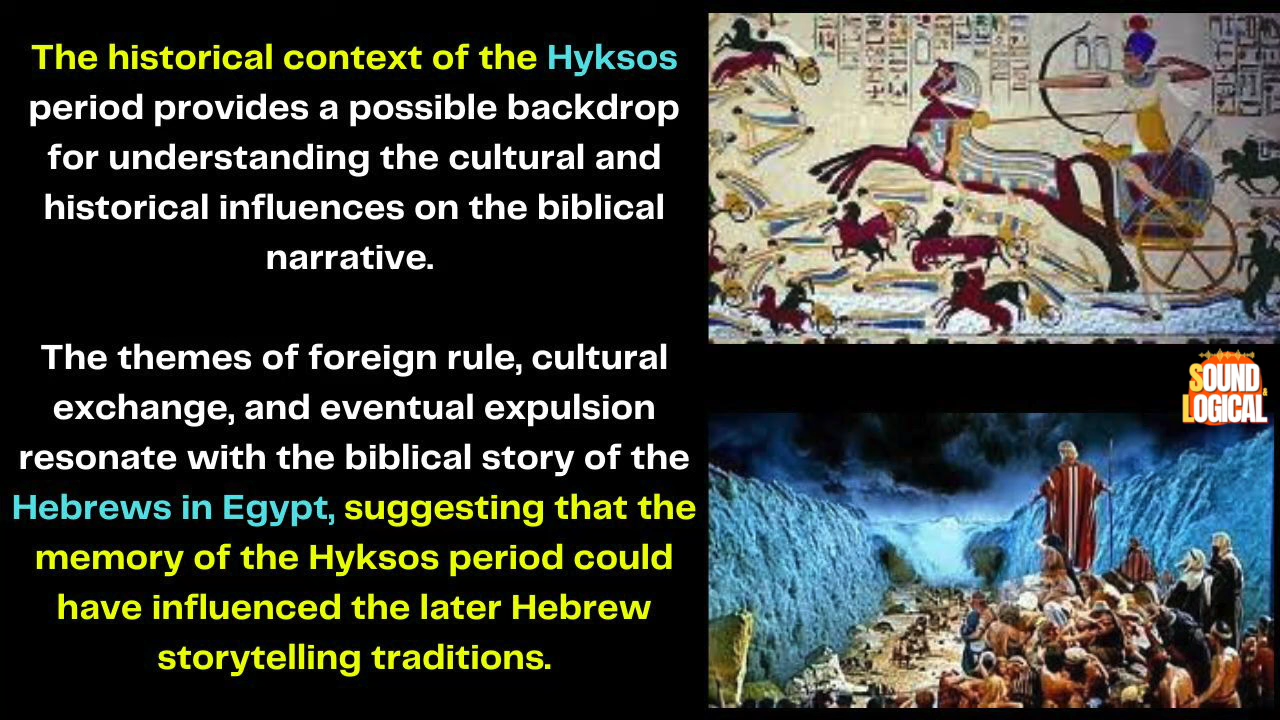 The historical context of the Hyksos
period provides a possible backdrop
for understanding the cultural and
historical influences on the biblical
narrative.
The themes of foreign rule, cultural
exchange, and eventual expulsion
resonate with the biblical story of the
Hebrews in Egypt, suggesting that the
memory of the Hyksos period could
have influenced the later Hebrew
storytelling traditions.
SOUND
LOGICAL